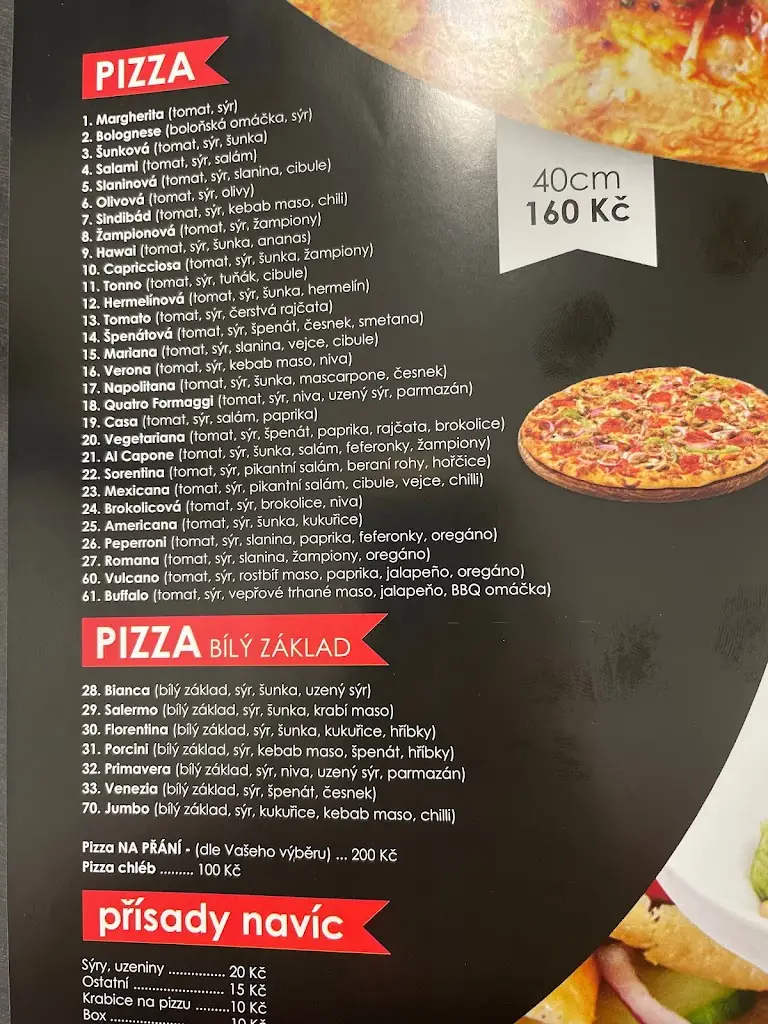 PIZZA
1. Margherita (tomat, sýr)
2. Bolognese (boloňská omáčka, sýr)
3. Šunková (tomat, sýr, šunka)
4. Salami (tomat, sýr, salám)
5. Slaninová (tomat, sýr, slanina, cibule)
6. Olivová (tomat, sýr, olivy)
7. Sindibád (tomat, sýr, kebab maso, chili)
8. Žampionová (tomat, sýr, žampiony)
9. Hawai (tomat, sýr, šunka, ananas)
10. Capricciosa (tomat, sýr, šunka, žampiony)
11. Tonno (tomat, sýr, tuňák, cibule)
12. Hermelínová (tomat, sýr, šunka, hermelín)
13. Tomato (tomat, sýr, čerstvá rajčata)
14. Špenátová (tomat, sýr, špenát, česnek, smetana)
15. Mariana (tomat, sýr, slanina, vejce, cibule)
16. Verona (tomat, sýr, kebab maso, niva)
17. Napolitana (tomat, sýr, šunka, mascarpone, česnek)
18. Quatro Formaggi (tomat, sýr, niva, uzený sýr, parmazán)
19. Casa (tomat, sýr, salám, paprika)
20. Vegetariana (tomat, sýr, špenát, paprika, rajčata, brokolice)
21. Al Capone (tomat, sýr, šunka, salám, feferonky, žampiony)
22. Sorentina (tomat, sýr, pikantní salám, beraní rohy, hořčice)
23. Mexicana (tomat, sýr, pikantní salám, cibule, vejce, chilli)
24. Brokolicová (tomat, sýr, brokolice, niva)
25. Americana (tomat, sýr, šunka, kukuřice)
26. Peperroni (tomat, sýr, slanina, paprika, feferonky, oregáno)
27. Romana (tomat, sýr, slanina, žampiony, oregáno)
60. Vulcano (tomat, sýr, rostbíf maso, paprika, jalapeño, oregáno)
61. Buffalo (tomat, sýr, vepřové trhané maso, jalapeňo, BBQ omáčka)
40cm
160 Kč
PIZZA BÍLÝ ZÁKLAD
28. Bianca (bílý základ, sýr, šunka, uzený sýr)
29. Salermo (bílý základ, sýr, šunka, krabí maso)
30. Florentina (bílý základ, sýr, šunka, kukuřice, hříbky)
31. Porcini (bílý základ, sýr, kebab maso, špenát, hříbky)
32. Primavera (bílý základ, sýr, niva, uzený sýr, parmazán)
33. Venezia (bílý základ, sýr, špenát, česnek)
70. Jumbo (bílý základ, sýr, kukuřice, kebab maso, chilli)
Pizza NA PŘÁNÍ - (dle Vašeho výběru) ... 200 Kč
Pizza chléb ......... 100 Kč
přísady navíc
Sýry, uzeniny ............... 20 Kč
Ostatní ........................ 15 Kč
Krabice na pizzu ......... 10 Kč
Box ............................. 10 Kč